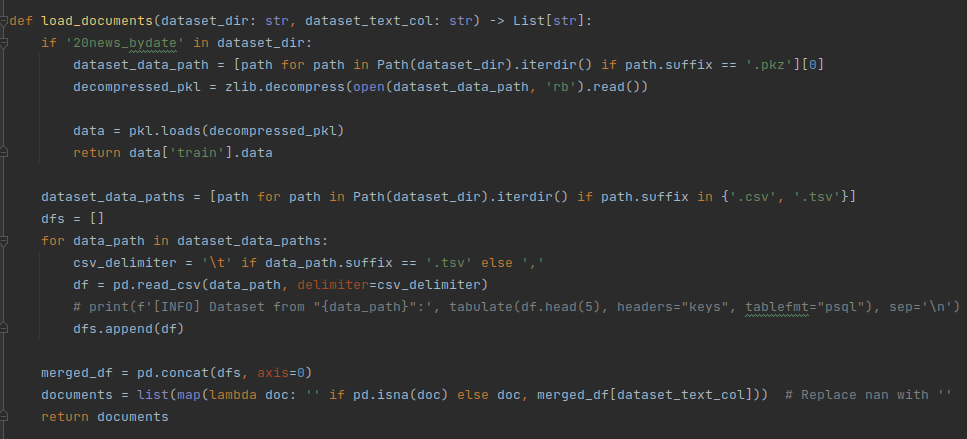 def load_documents(dataset_dir: str, dataset_text_col: str) -> List[str]:
    if '20news_bydate' in dataset_dir:
        dataset_data_path = [path for path in Path(dataset_dir).iterdir() if path.suffix == '.pkz'][0]
        decompressed_pkl = zlib.decompress(open(dataset_data_path, 'rb').read())

        data = pkl.loads(decompressed_pkl)
        return data['train'].data

    dataset_data_paths = [path for path in Path(dataset_dir).iterdir() if path.suffix in {'.csv', '.tsv'}]
    dfs = []
    for data_path in dataset_data_paths:
        csv_delimiter = '\t' if data_path.suffix == '.tsv' else ','
        df = pd.read_csv(data_path, delimiter=csv_delimiter)
        # print(f'[INFO] Dataset from "{data_path}":', tabulate(df.head(5), headers="keys", tablefmt="psql"), sep='\n')
        dfs.append(df)

    merged_df = pd.concat(dfs, axis=0)
    documents = list(map(lambda doc: '' if pd.isna(doc) else doc, merged_df[dataset_text_col]))  # Replace nan with ''
    return documents